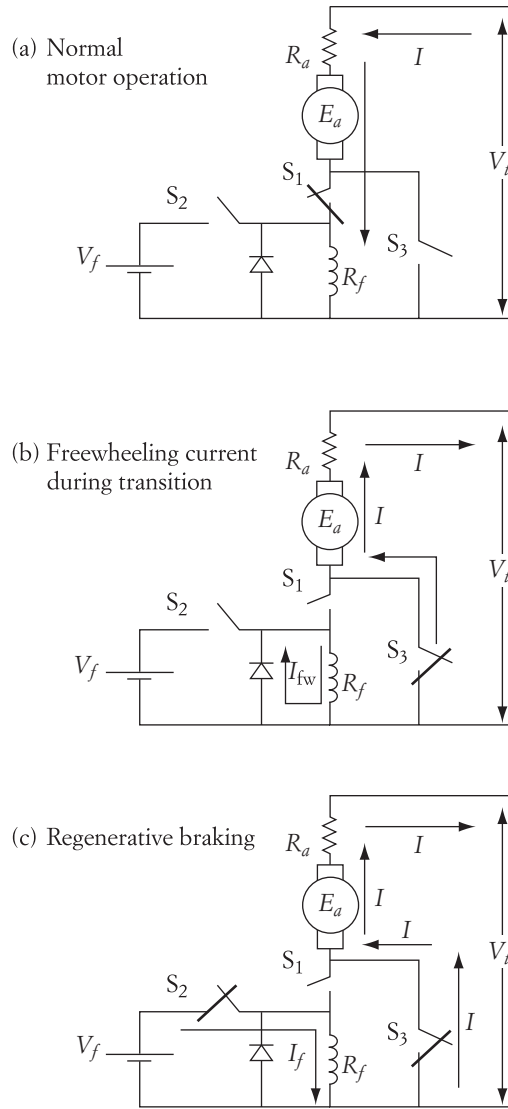 (a) Normal
motor operation
R_a
I
E_a
V_t
S_1
S_2
S_3
V_f
R_f
(b) Freewheeling current
during transition
R_a
I
E_a
I
V_t
S_1
S_2
S_3
V_f
I_fw
R_f
(c) Regenerative braking
R_a
I
E_a
I
I
V_t
S_1
S_2
S_3
I
V_f
I_f
R_f